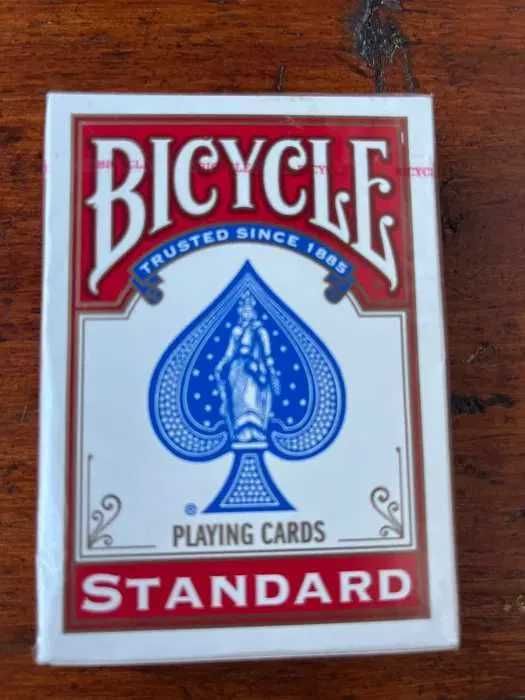 BICYCLE
TRUSTED SINCE 1885
®
PLAYING CARDS
STANDARD